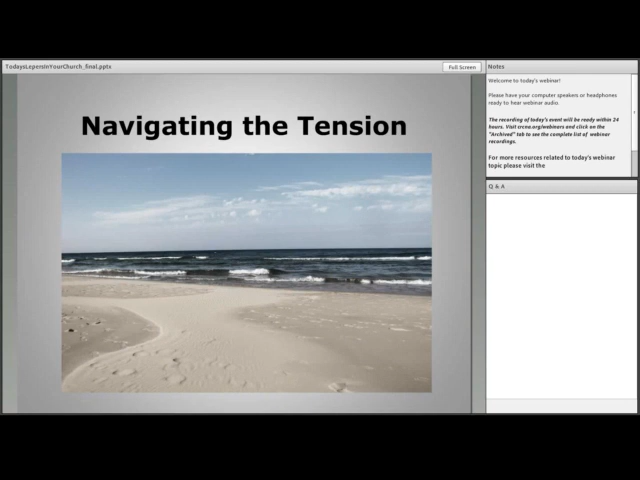 TodaysLepersInYourChurch_final.pptx
Full Screen
Navigating the Tension
Notes
Welcome to today's webinar!
Please have your computer speakers or headphones
ready to hear webinar audio.
The recording of today's event will be ready within 24
hours. Visit crcna.org/webinars and click on the
"Archived" tab to see the complete list of webinar
recordings.
For more resources related to today's webinar
topic please visit the
Q & A